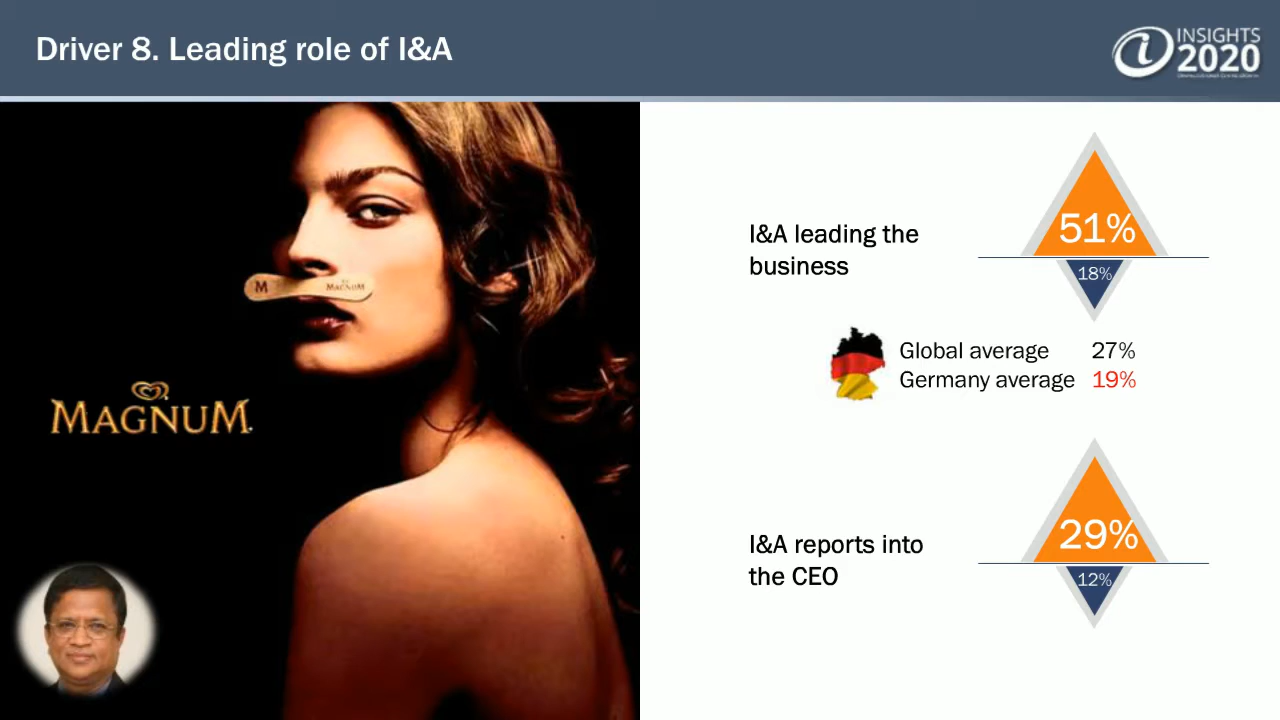 Driver 8. Leading role of I&A
INSIGHTS
2020
M
MAGNUM
MAGNUM
I&A leading the
business
51%
18%
Global average 27%
Germany average 19%
I&A reports into
the CEO
29%
12%